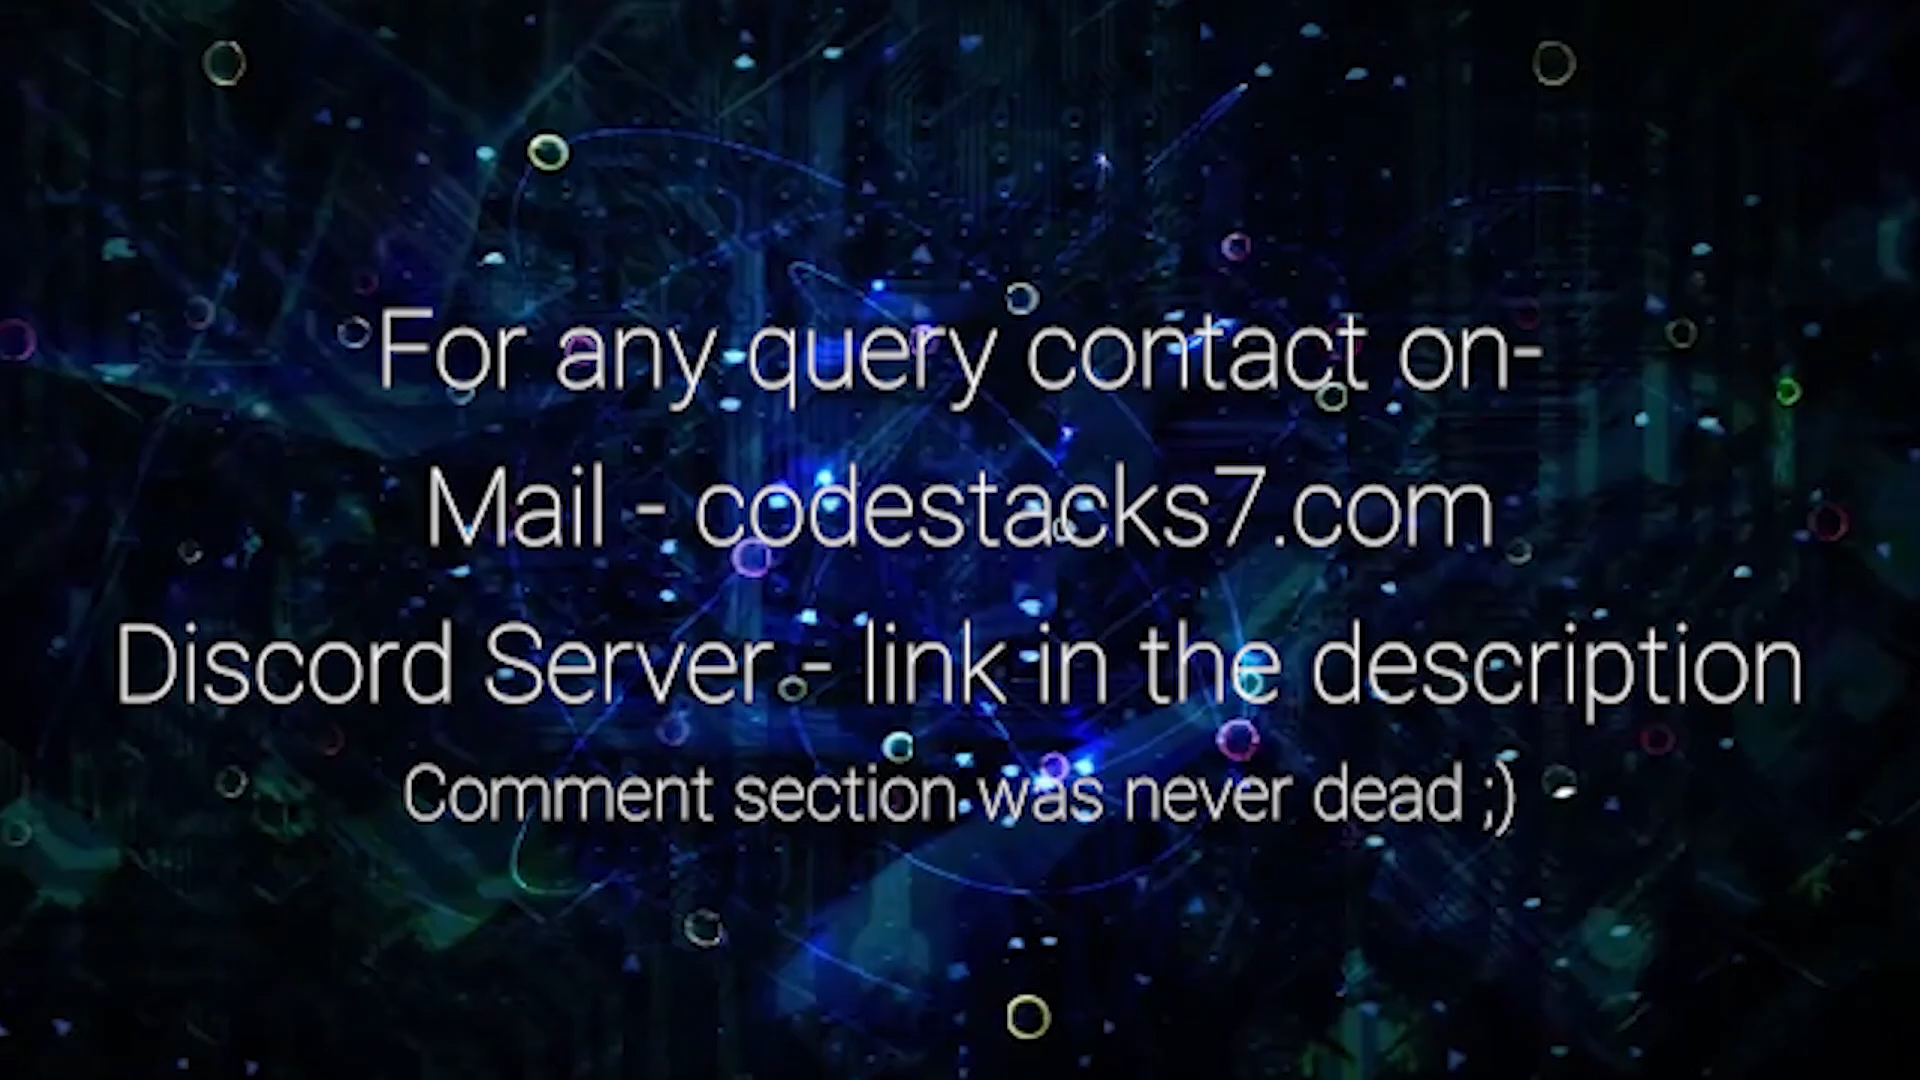 For any query contact on-
Mail - codestacks7.com
Discord Server - link in the description
Comment section was never dead ;)